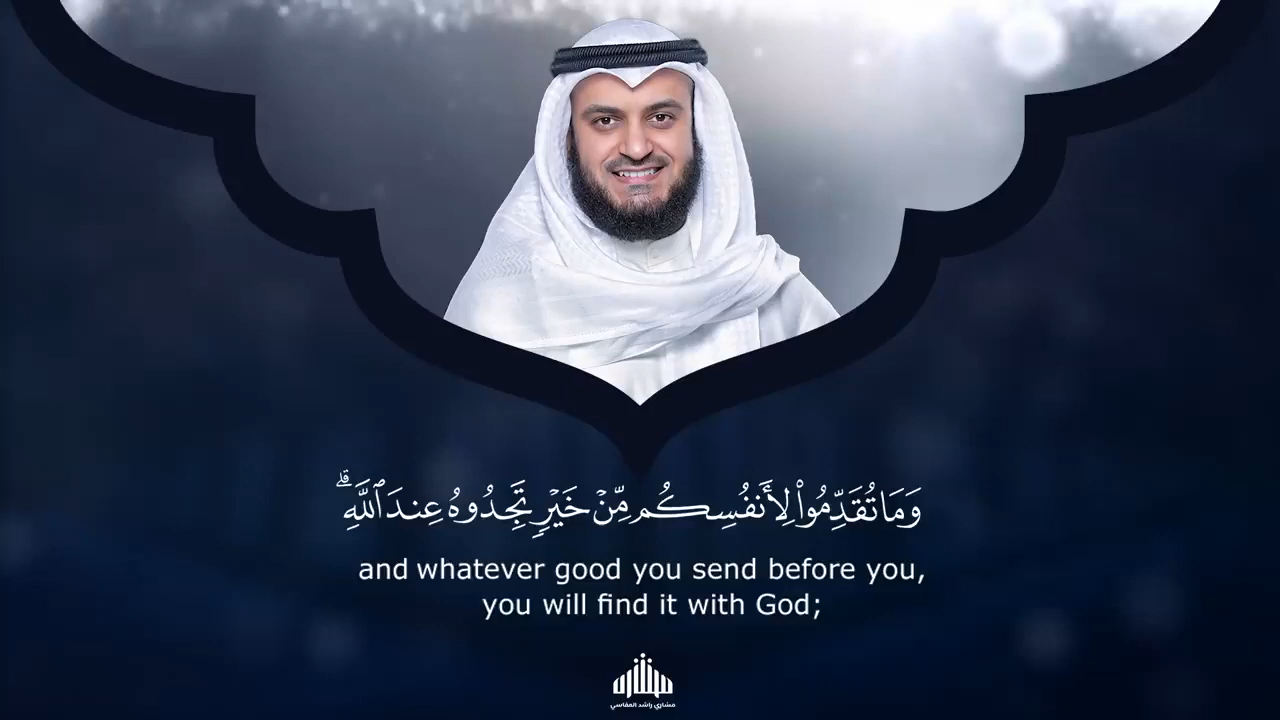 وَمَا تُقَدِّمُوا۟ لِأَنفُسِكُم مِّنْ خَيْرٍ تَجِدُوهُ عِندَ ٱللَّهِ ۗ
and whatever good you send before you,
you will find it with God;
مشاري راشد العفاسي